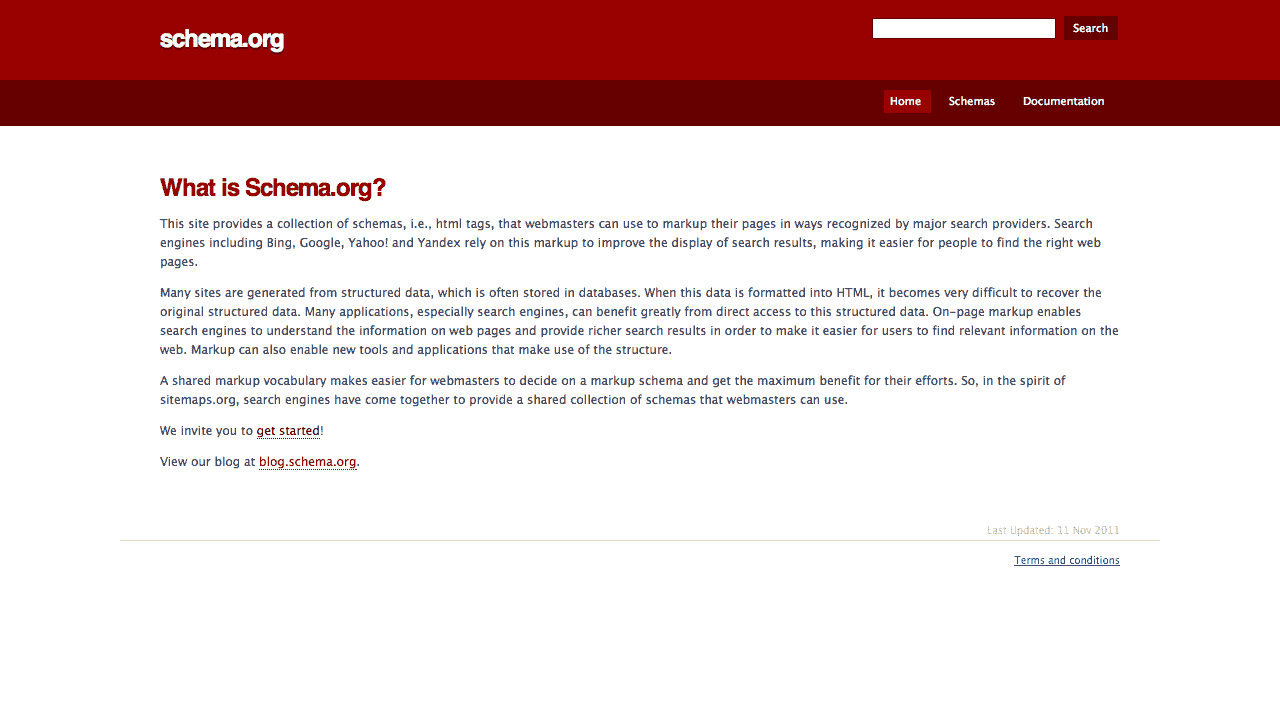 schema.org
Search
Home Schemas Documentation
What is Schema.org?
This site provides a collection of schemas, i.e., html tags, that webmasters can use to markup their pages in ways recognized by major search providers. Search
engines including Bing, Google, Yahoo! and Yandex rely on this markup to improve the display of search results, making it easier for people to find the right web
pages.
Many sites are generated from structured data, which is often stored in databases. When this data is formatted into HTML, it becomes very difficult to recover the
original structured data. Many applications, especially search engines, can benefit greatly from direct access to this structured data. On-page markup enables
search engines to understand the information on web pages and provide richer search results in order to make it easier for users to find relevant information on the
web. Markup can also enable new tools and applications that make use of the structure.
A shared markup vocabulary makes easier for webmasters to decide on a markup schema and get the maximum benefit for their efforts. So, in the spirit of
sitemaps.org, search engines have come together to provide a shared collection of schemas that webmasters can use.
We invite you to get started!
View our blog at blog.schema.org.
Last Updated: 11 Nov 2011
Terms and conditions